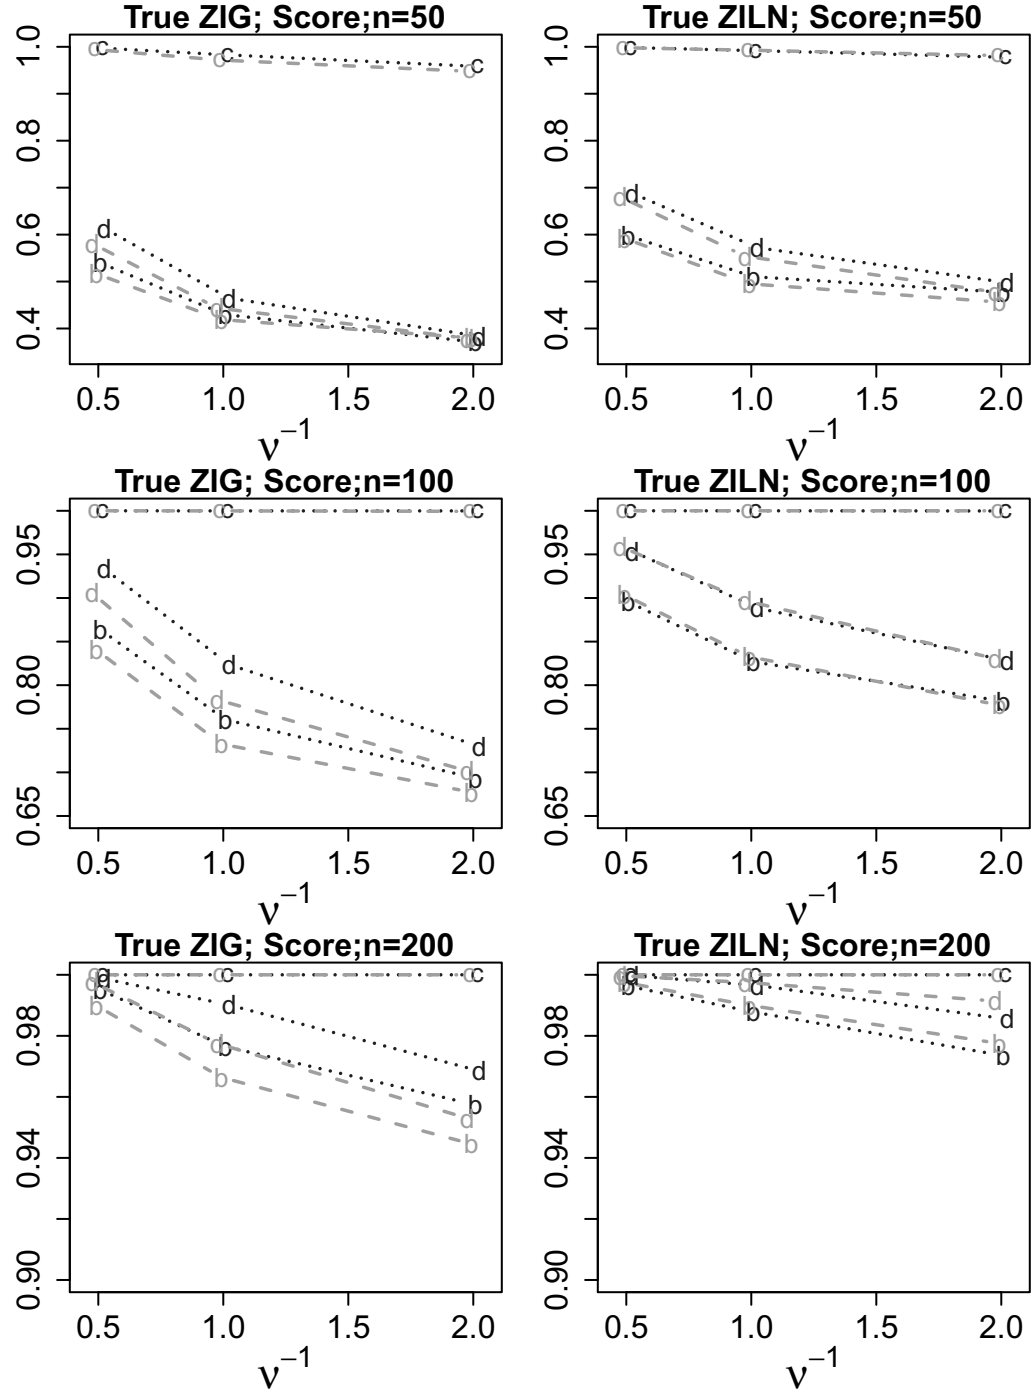 True ZIG; Score;n=50
1.0
0.8
0.6
0.4
c c c c c c
d d d d d d
b b b b b b
0.5 1.0 1.5 2.0
ν⁻¹
True ZILN; Score;n=50
1.0
0.8
0.6
0.4
c c c c c c
d d d d d d
b b b b b b
0.5 1.0 1.5 2.0
ν⁻¹
True ZIG; Score;n=100
0.95
0.80
0.65
c c c c c c
d d d d d d
b b b b b b
0.5 1.0 1.5 2.0
ν⁻¹
True ZILN; Score;n=100
0.95
0.80
0.65
c c c c c c
d d d d d d
b b b b b b
0.5 1.0 1.5 2.0
ν⁻¹
True ZIG; Score;n=200
0.98
0.94
0.90
c c c c c c
d d d d d d
b b b b b b
0.5 1.0 1.5 2.0
ν⁻¹
True ZILN; Score;n=200
0.98
0.94
0.90
c c c c c c
d d d d d d
b b b b b b
0.5 1.0 1.5 2.0
ν⁻¹